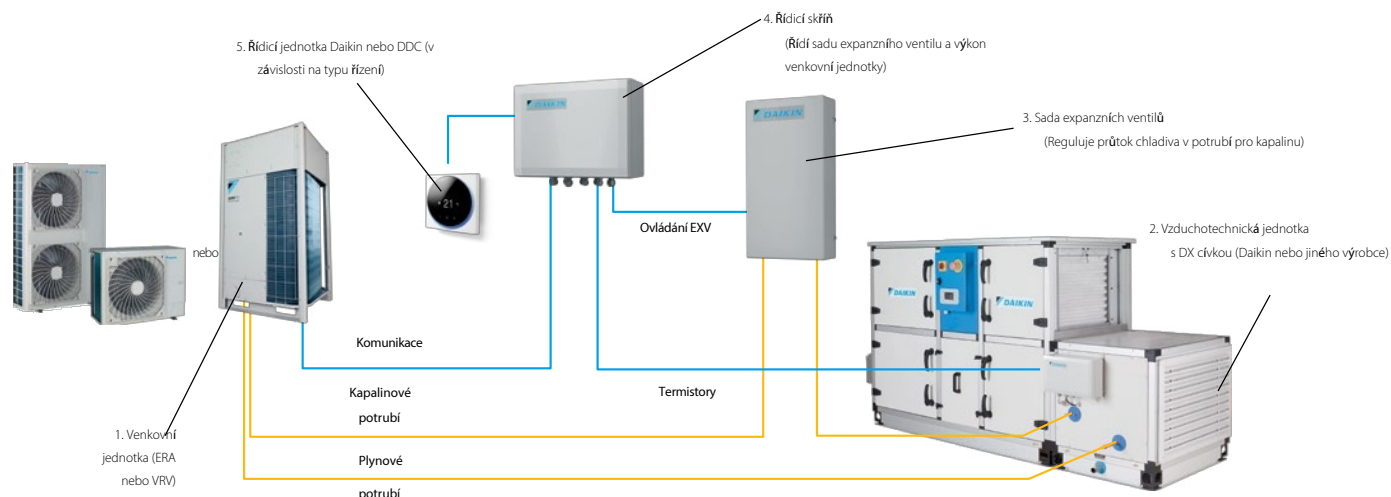 4. Řídicí skříň
(Řídí sadu expanzního ventilu a výkon
venkovní jednotky)
5. Řídicí jednotka Daikin nebo DDC (v
závislosti na typu řízení)
DAIKIN
DAIKIN
3. Sada expanzních ventilů
(Reguluje průtok chladiva v potrubí pro kapalinu)
21
Ovládání EXV
2. Vzduchotechnická jednotka
s DX cívkou (Daikin nebo jiného výrobce)
nebo
DAIKIN
DAIKIN
Komunikace
Kapalinové
potrubí
Termistory
1. Venkovní
jednotka (ERA
nebo VRV)
Plynové
potrubí